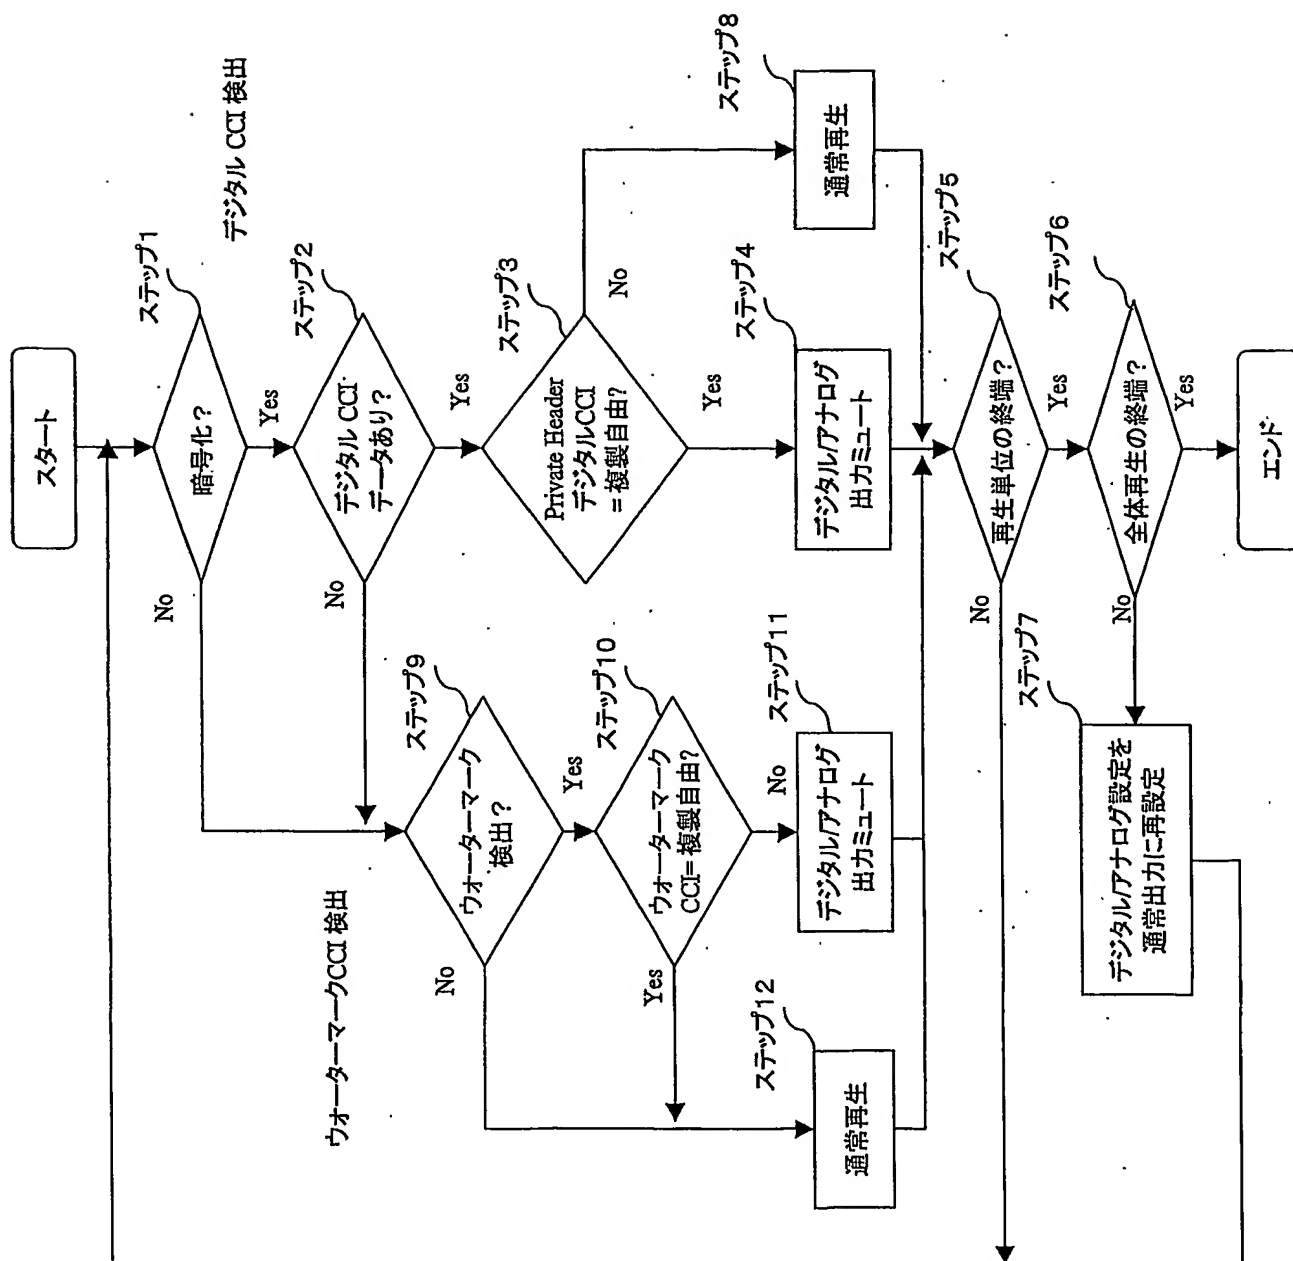 スタート
ステップ1
暗号化?
Yes
No
デジタル CCI 検出
ステップ2
デジタル CCI
データあり?
Yes
No
ステップ3
Private Header
デジタルCCI
=複製自由?
Yes
No
ステップ4
デジタル/アナログ
出力ミュート
ステップ8
通常再生
ウォーターマークCCI 検出
ステップ9
ウォーターマーク
検出?
Yes
No
ステップ10
ウォーターマーク
CCI=複製自由?
No
Yes
ステップ11
デジタル/アナログ
出力ミュート
ステップ12
通常再生
ステップ5
再生単位の終端?
Yes
No
ステップ6
全体再生の終端?
Yes
No
ステップ7
デジタル/アナログ設定を
通常出力に再設定
エンド